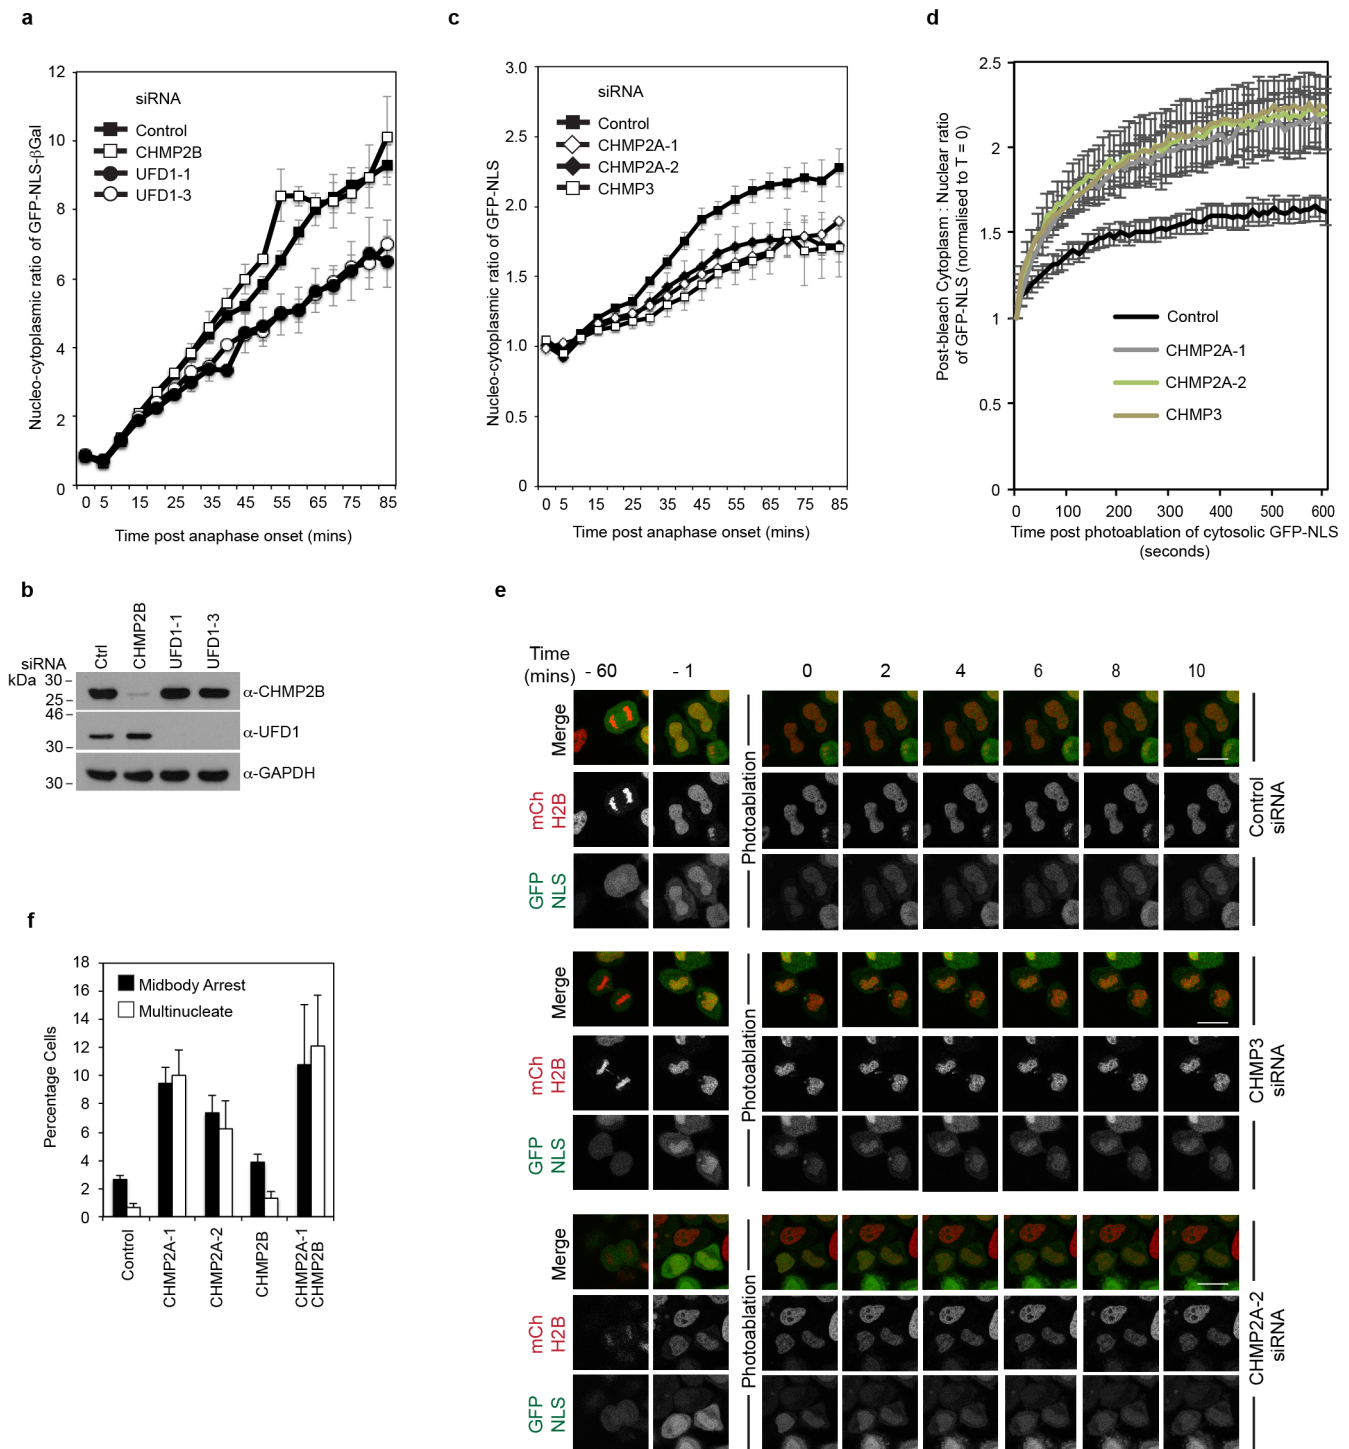 a
Nucleo-cytoplasmic ratio of GFP-NLS-βGal
12
10
8
6
4
2
0
siRNA
Control
CHMP2B
UFD1-1
UFD1-3
0 5 15 25 35 45 55 65 75 85
Time post anaphase onset (mins)
c
Nucleo-cytoplasmic ratio of GFP-NLS
3.0
2.5
2.0
1.5
1.0
0.5
0
siRNA
Control
CHMP2A-1
CHMP2A-2
CHMP3
0 5 15 25 35 45 55 65 75 85
Time post anaphase onset (mins)
d
Post-bleach Cytoplasm : Nuclear ratio
of GFP-NLS (normalised to T = 0)
2.5
2
1.5
1
0.5
0
Control
CHMP2A-1
CHMP2A-2
CHMP3
0 100 200 300 400 500 600
Time post photoablation of cytosolic GFP-NLS
(seconds)
b
siRNA
Ctrl
CHMP2B
UFD1-1
UFD1-3
kDa
30
25
α-CHMP2B
46
30
α-UFD1
30
α-GAPDH
e
Time
(mins)
- 60 - 1 0 2 4 6 8 10
Merge
mCh
H2B
GFP
NLS
Photoablation
Control
siRNA
Merge
mCh
H2B
GFP
NLS
Photoablation
CHMP3
siRNA
Merge
mCh
H2B
GFP
NLS
Photoablation
CHMP2A-2
siRNA
f
Percentage Cells
18
16
14
12
10
8
6
4
2
0
Midbody Arrest
Multinucleate
Control
CHMP2A-1
CHMP2A-2
CHMP2B
CHMP2A-1
CHMP2B